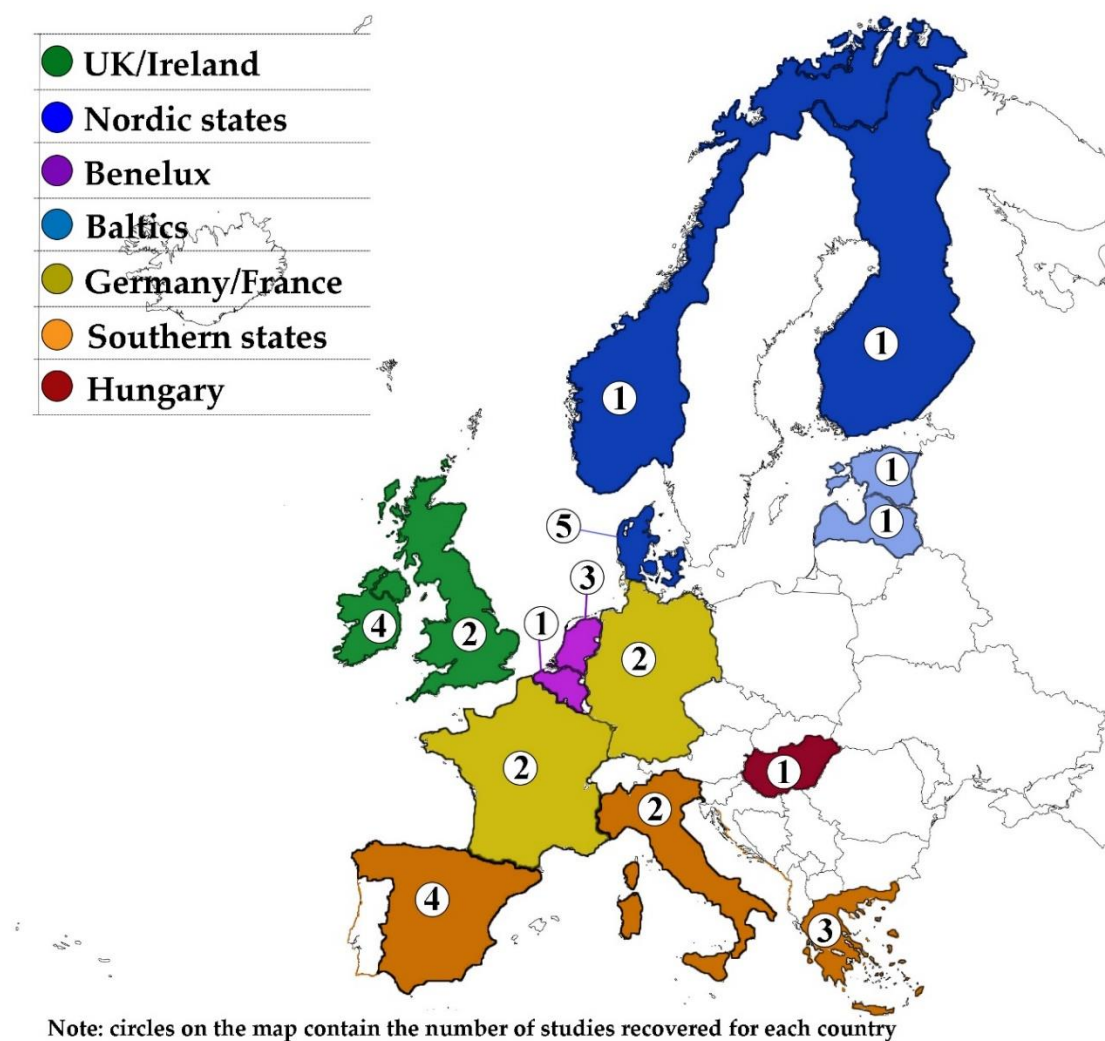 UK/Ireland
Nordic states
Benelux
Baltics
Germany/France
Southern states
Hungary
1
1
1
1
5
3
1
4
2
2
1
2
2
4
3
Note: circles on the map contain the number of studies recovered for each country